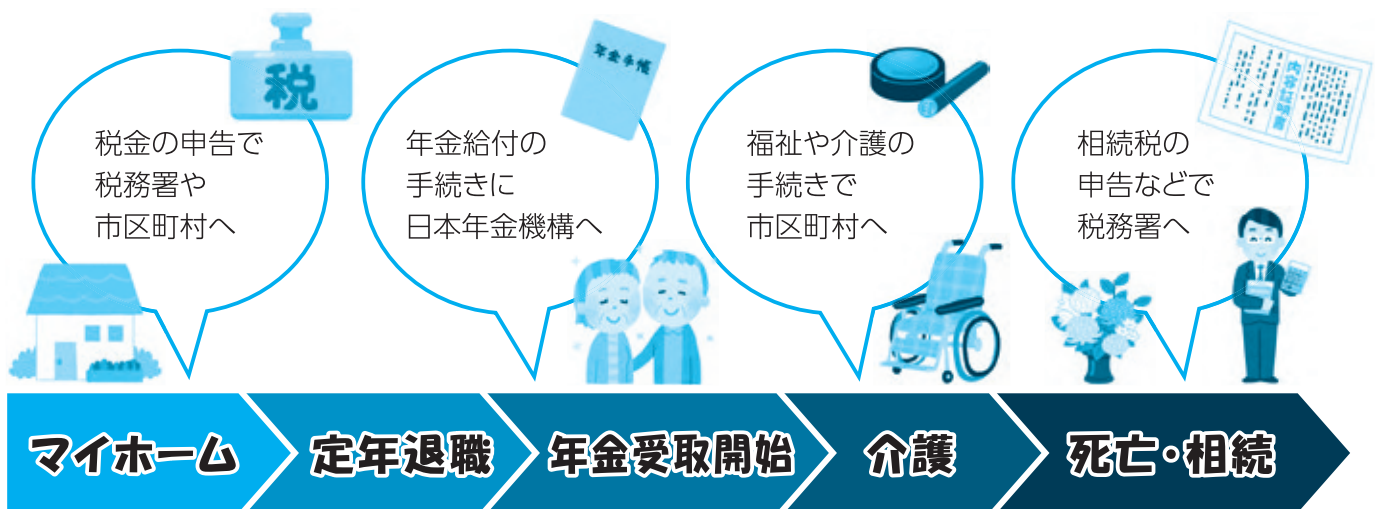 税
税金の申告で
税務署や
市区町村へ
年金手帳
年金給付の
手続きに
日本年金機構へ
福祉や介護の
手続きで
市区町村へ
相続税の
申告などで
税務署へ
マイホーム
定年退職
年金受取開始
介護
死亡・相続